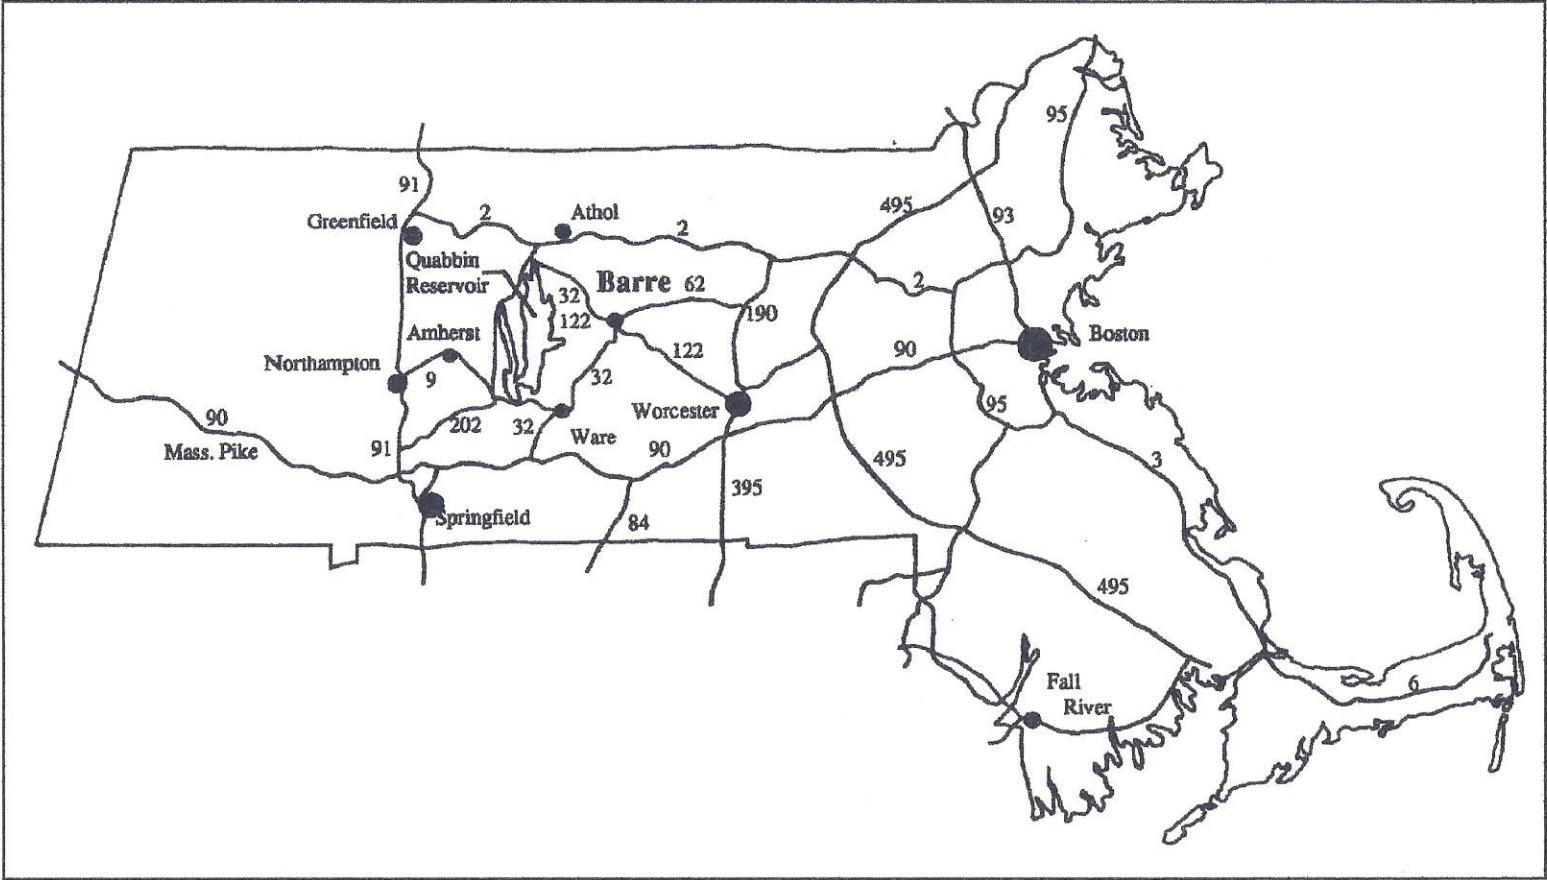 95
91
2
Athol
495
Greenfield
2
93
Quabbin
Reservoir
Barre
62
2
32
122
190
Amherst
Boston
Northampton
122
90
9
32
95
90
202
32
Worcester
Mass. Pike
91
Ware
90
495
3
395
Springfield
84
495
Fall
River
6